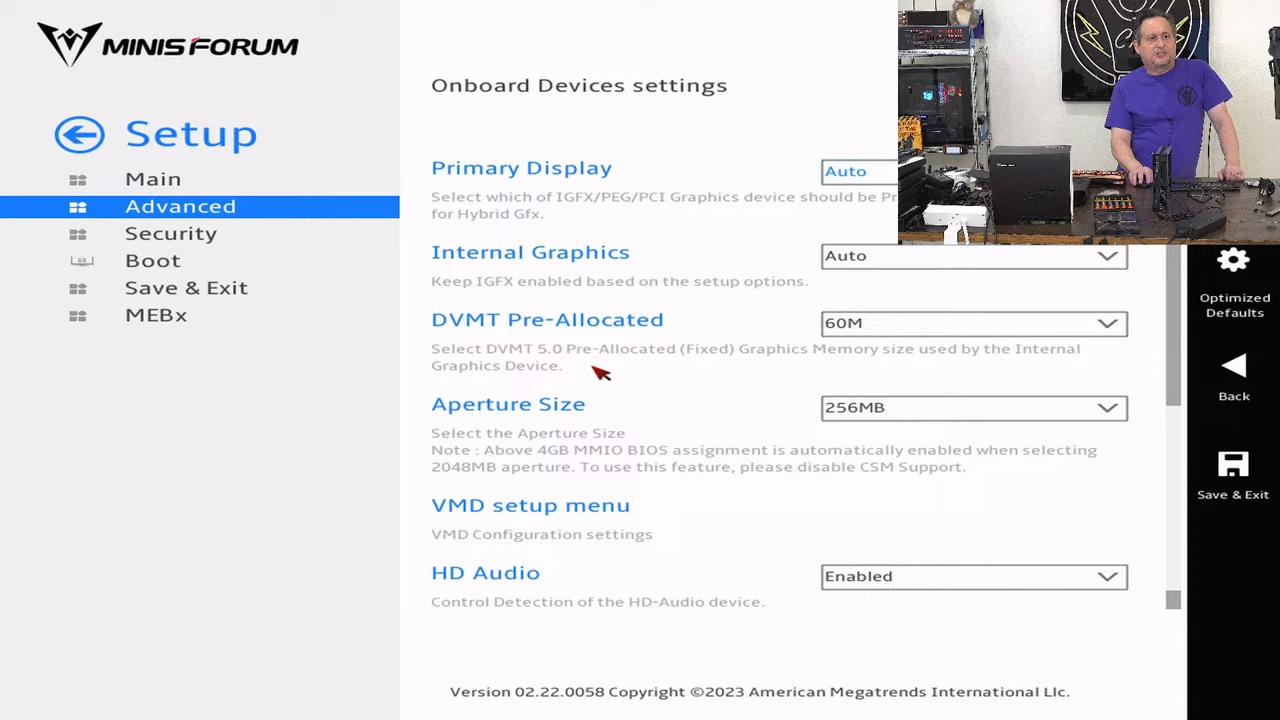 MINISFORUM
Setup
Main
Advanced
Security
Boot
Save & Exit
MEBx
Onboard Devices settings
Primary Display
Auto
Select which of IGFX/PEG/PCI Graphics device should be Pr
for Hybrid Gfx.
Internal Graphics
Auto
Keep IGFX enabled based on the setup options.
DVMT Pre-Allocated
60M
Select DVMT 5.0 Pre-Allocated (Fixed) Graphics Memory size used by the Internal
Graphics Device.
Aperture Size
256MB
Select the Aperture Size
Note : Above 4GB MMIO BIOS assignment is automatically enabled when selecting
2048MB aperture. To use this feature, please disable CSM Support.
VMD setup menu
VMD Configuration settings
HD Audio
Enabled
Control Detection of the HD-Audio device.
Version 02.22.0058 Copyright ©2023 American Megatrends International Llc.
Optimized
Defaults
Back
Save & Exit